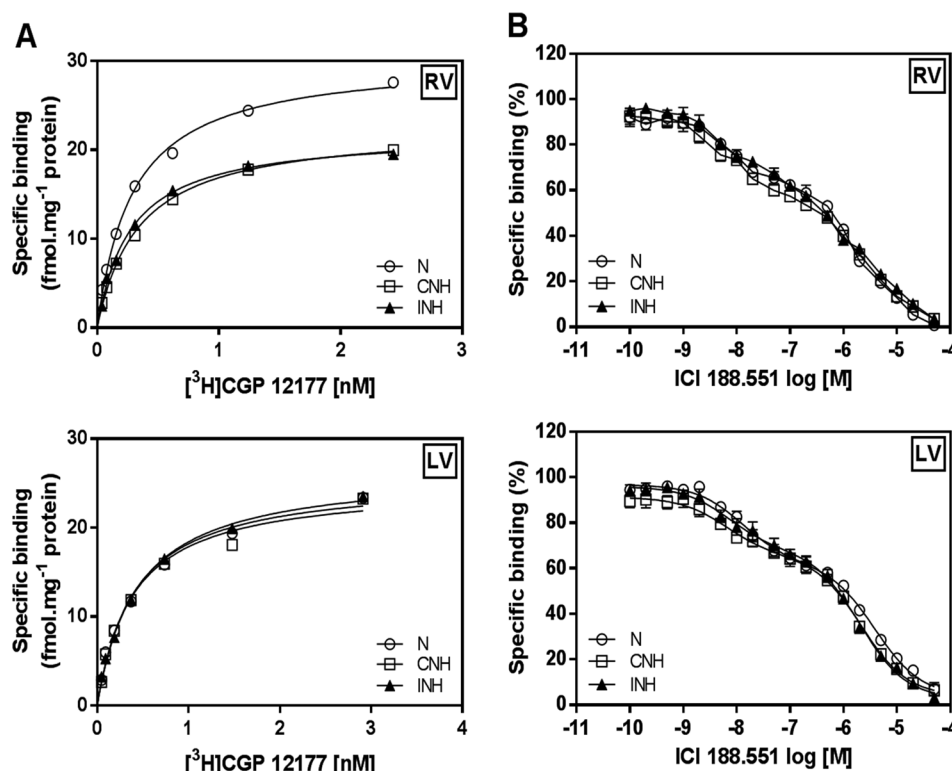 A
RV
Specific binding
(fmol.mg⁻¹ protein)
30
20
10
0
N
CNH
INH
0 1 2 3
[³H]CGP 12177 [nM]
B
RV
Specific binding (%)
120
100
80
60
40
20
0
N
CNH
INH
-11 -10 -9 -8 -7 -6 -5 -4
ICI 188.551 log [M]
LV
Specific binding
(fmol.mg⁻¹ protein)
30
20
10
0
N
CNH
INH
0 1 2 3 4
[³H]CGP 12177 [nM]
LV
Specific binding (%)
120
100
80
60
40
20
0
N
CNH
INH
-11 -10 -9 -8 -7 -6 -5 -4
ICI 188.551 log [M]